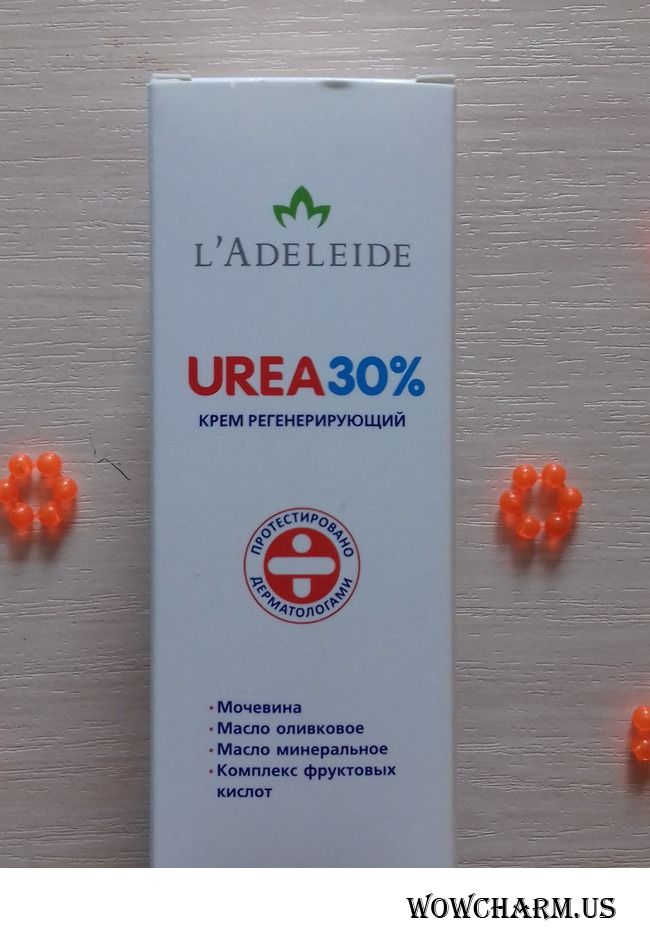 L'ADELEIDE
UREA30%
КРЕМ РЕГЕНЕРИРУЮЩИЙ
ПРОТЕСТИРОВАНО
ДЕРМАТОЛОГАМИ
· Мочевина
· Масло оливковое
· Масло минеральное
· Комплекс фруктовых
кислот
WOWCHARM.US